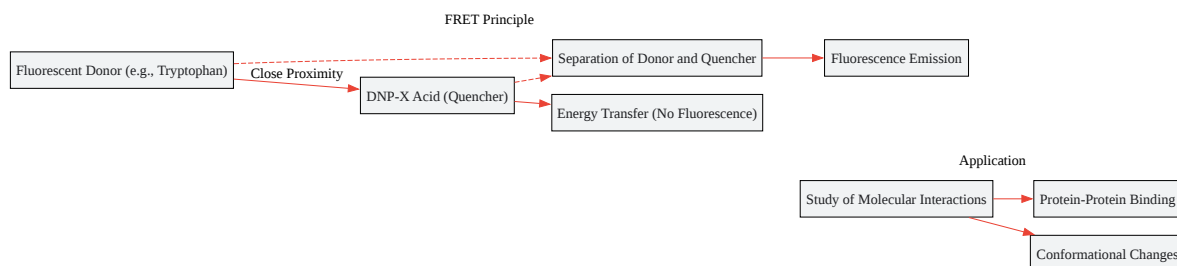 FRET Principle
Fluorescent Donor (e.g., Tryptophan)
Close Proximity
DNP-X Acid (Quencher)
Separation of Donor and Quencher
Fluorescence Emission
Energy Transfer (No Fluorescence)
Application
Study of Molecular Interactions
Protein-Protein Binding
Conformational Changes